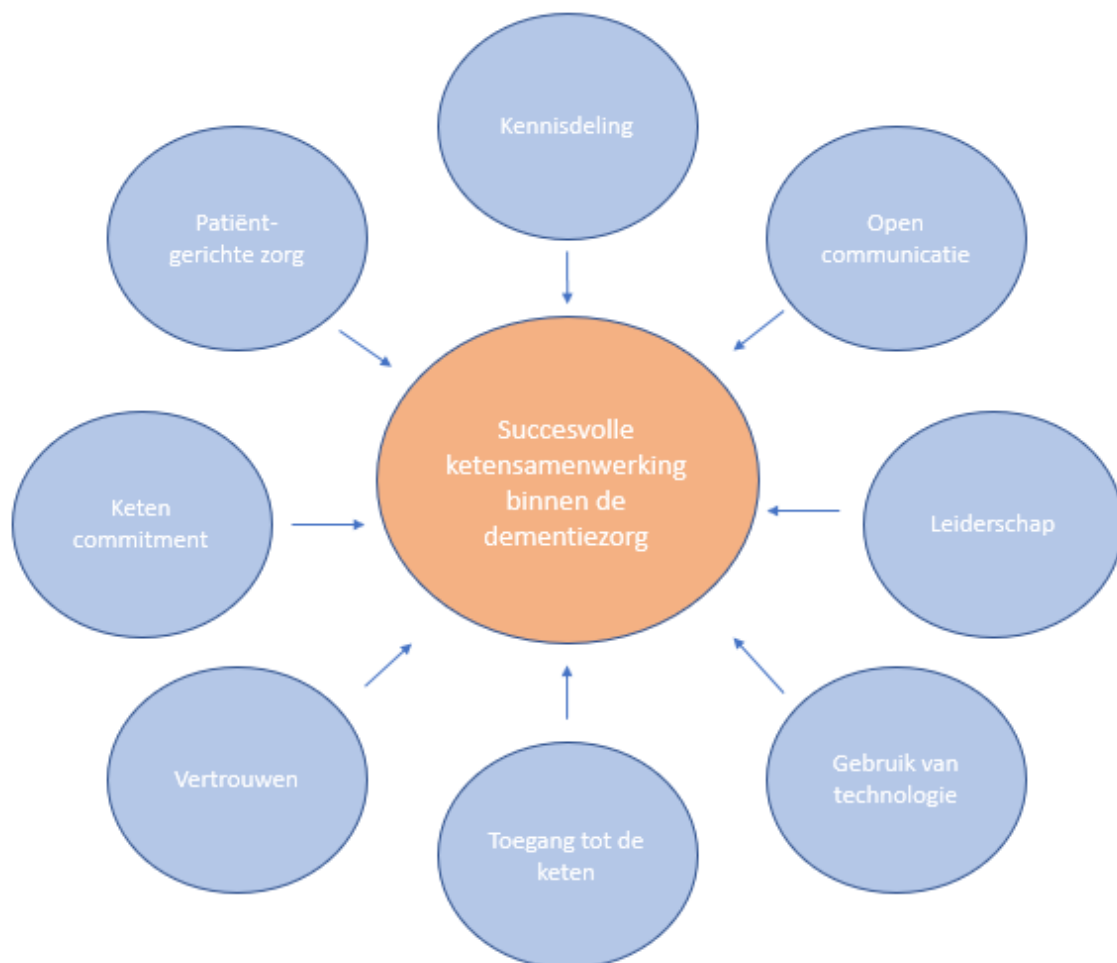 Kennisdeling
Patiënt-
gerichte zorg
Open
communicatie
Succesvolle
ketensamenwerking
binnen de
dementiezorg
Keten
commitment
Leiderschap
Vertrouwen
Gebruik van
technologie
Toegang tot de
keten